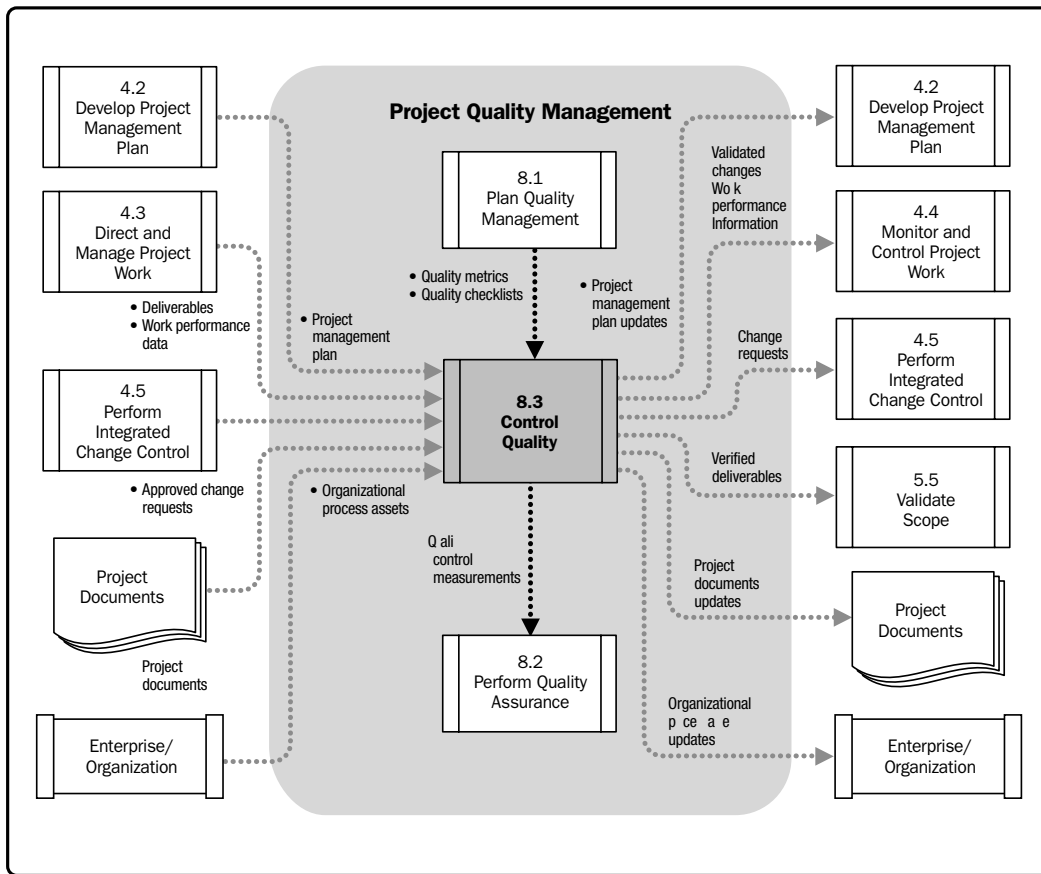 Project Quality Management
4.2
Develop Project
Management
Plan
4.3
Direct and
Manage Project
Work
• Deliverables
• Work performance
data
4.5
Perform
Integrated
Change Control
• Approved change
requests
Project
Documents
Project
documents
Enterprise/
Organization
• Project
management
plan
• Organizational
process assets
8.1
Plan Quality
Management
• Quality metrics
• Quality checklists
8.3
Control
Quality
control
measurements
8.2
Perform Quality
Assurance
• Project
management
plan updates
Validated
changes
Wo k
performance
Information
Change
requests
Verified
deliverables
Project
documents
updates
Organizational
updates
4.2
Develop Project
Management
Plan
4.4
Monitor and
Control Project
Work
4.5
Perform
Integrated
Change Control
5.5
Validate
Scope
Project
Documents
Enterprise/
Organization